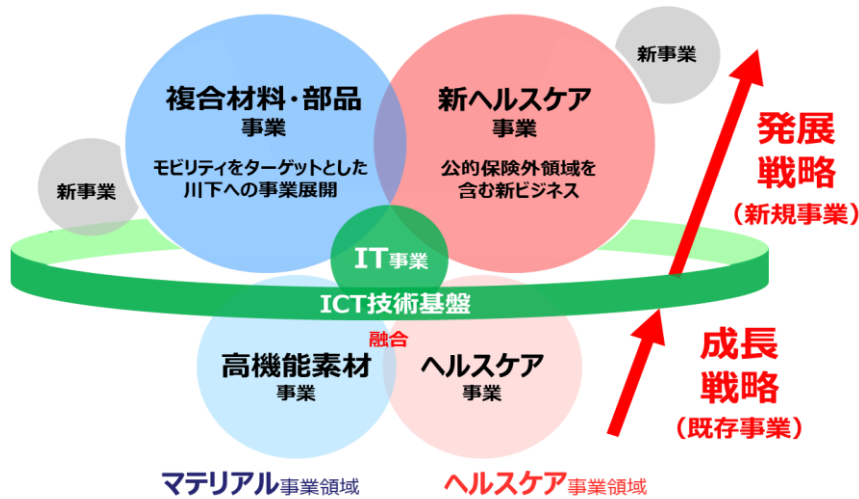 新事業
複合材料・部品
事業
モビリティをターゲットとした
川下への事業展開
新ヘルスケア
事業
公的保険外領域を
含む新ビジネス
新事業
発展
戦略
(新規事業)
IT事業
ICT技術基盤
融合
高機能素材
事業
ヘルスケア
事業
成長
戦略
(既存事業)
マテリアル事業領域
ヘルスケア事業領域